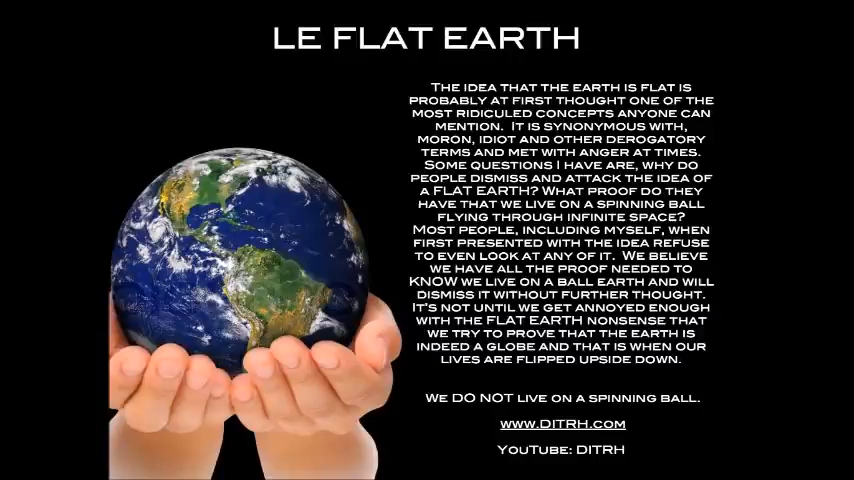 LE FLAT EARTH
THE IDEA THAT THE EARTH IS FLAT IS
PROBABLY AT FIRST THOUGHT ONE OF THE
MOST RIDICULED CONCEPTS ANYONE CAN
MENTION. IT IS SYNONYMOUS WITH,
MORON, IDIOT AND OTHER DEROGATORY
TERMS AND MET WITH ANGER AT TIMES.
SOME QUESTIONS I HAVE ARE, WHY DO
PEOPLE DISMISS AND ATTACK THE IDEA OF
A FLAT EARTH? WHAT PROOF DO THEY
HAVE THAT WE LIVE ON A SPINNING BALL
FLYING THROUGH INFINITE SPACE?
MOST PEOPLE, INCLUDING MYSELF, WHEN
FIRST PRESENTED WITH THE IDEA REFUSE
TO EVEN LOOK AT ANY OF IT. WE BELIEVE
WE HAVE ALL THE PROOF NEEDED TO
KNOW WE LIVE ON A BALL EARTH AND WILL
DISMISS IT WITHOUT FURTHER THOUGHT.
IT'S NOT UNTIL WE GET ANNOYED ENOUGH
WITH THE FLAT EARTH NONSENSE THAT
WE TRY TO PROVE THAT THE EARTH IS
INDEED A GLOBE AND THAT IS WHEN OUR
LIVES ARE FLIPPED UPSIDE DOWN.
WE DO NOT LIVE ON A SPINNING BALL.
WWW.DITRH.COM
YOUTUBE: DITRH